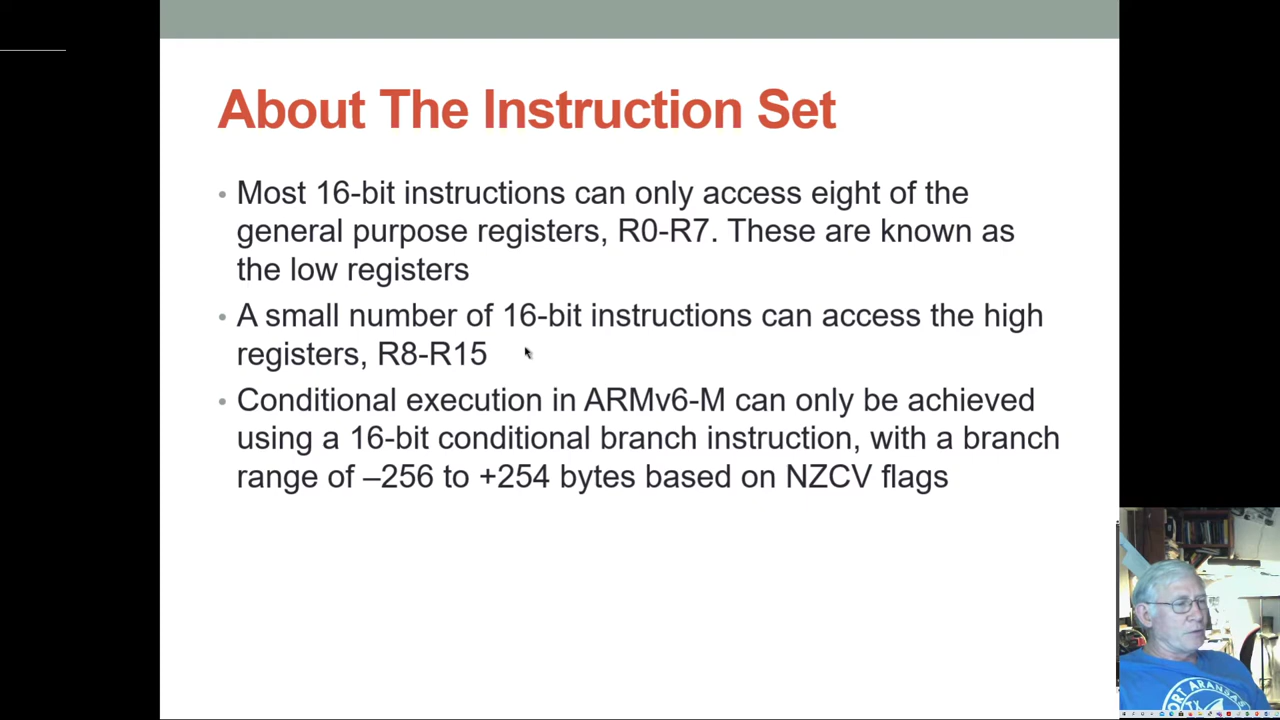 About The Instruction Set
• Most 16-bit instructions can only access eight of the
general purpose registers, R0-R7. These are known as
the low registers
• A small number of 16-bit instructions can access the high
registers, R8-R15
• Conditional execution in ARMv6-M can only be achieved
using a 16-bit conditional branch instruction, with a branch
range of –256 to +254 bytes based on NZCV flags
ORT ARANSAS